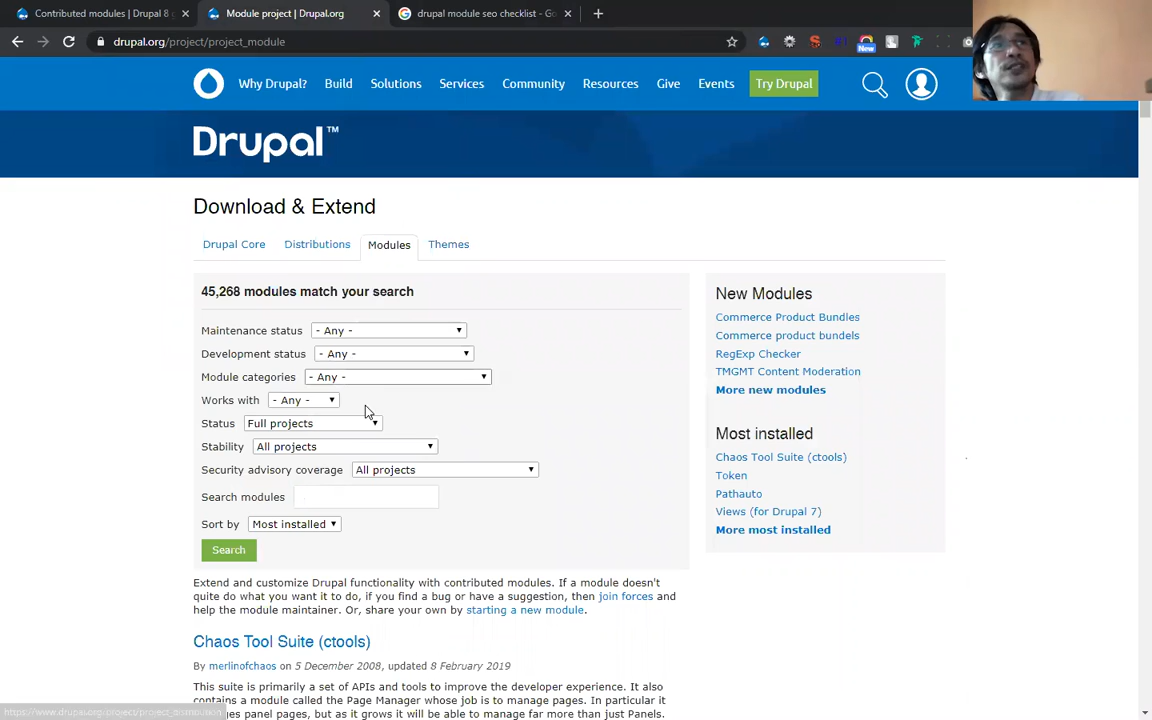 Contributed modules | Drupal 8 g
Module project | Drupal.org
drupal module seo checklist - Go
drupal.org/project/project_module
New
Why Drupal? Build Solutions Services Community Resources Give Events Try Drupal
Drupal™
Download & Extend
Drupal Core Distributions Modules Themes
45,268 modules match your search
Maintenance status - Any -
Development status - Any -
Module categories - Any -
Works with - Any -
Status Full projects
Stability All projects
Security advisory coverage All projects
Search modules
Sort by Most installed
Search
New Modules
Commerce Product Bundles
Commerce product bundels
RegExp Checker
TMGMT Content Moderation
More new modules
Most installed
Chaos Tool Suite (ctools)
Token
Pathauto
Views (for Drupal 7)
More most installed
Extend and customize Drupal functionality with contributed modules. If a module doesn't
quite do what you want it to do, if you find a bug or have a suggestion, then join forces and
help the module maintainer. Or, share your own by starting a new module.
Chaos Tool Suite (ctools)
By merlinofchaos on 5 December 2008, updated 8 February 2019
This suite is primarily a set of APIs and tools to improve the developer experience. It also
contains a module called the Page Manager whose job is to manage pages. In particular it
ges panel pages, but as it grows it will be able to manage far more than just Panels.